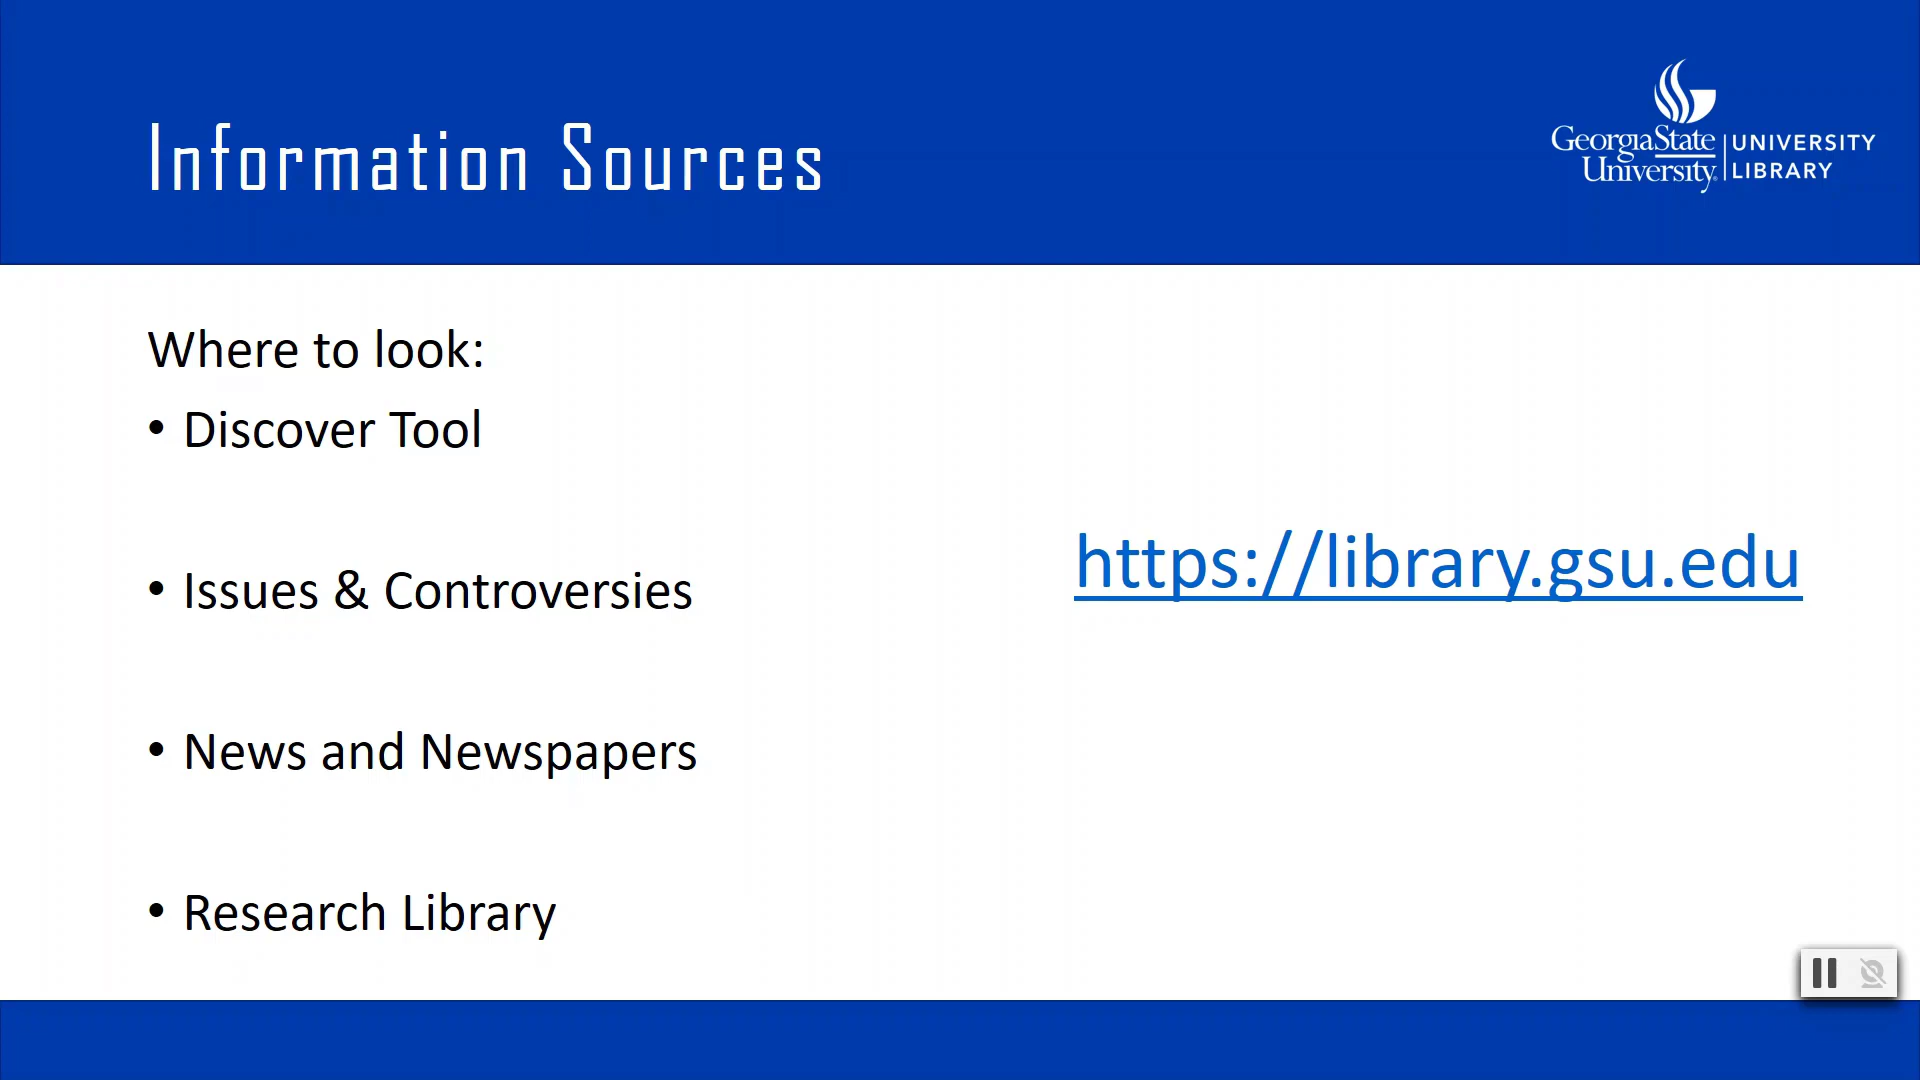 Information Sources
GeorgiaState
University
UNIVERSITY
LIBRARY
Where to look:
• Discover Tool
• Issues & Controversies
• News and Newspapers
• Research Library
https://library.gsu.edu